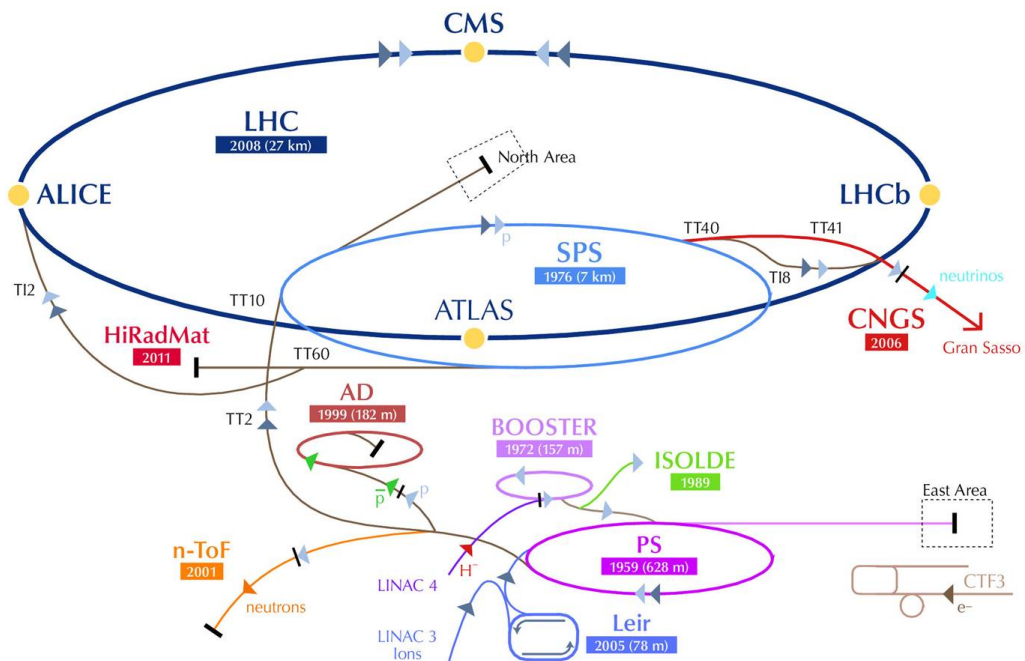 CMS
LHC
2008 (27 km)
North Area
ALICE
LHCb
TT40
TT41
SPS
1976 (7 km)
p
TI8
neutrinos
TI2
TT10
ATLAS
CNGS
2006
Gran Sasso
HiRadMat
2011
TT60
AD
1999 (182 m)
TT2
BOOSTER
1972 (157 m)
ISOLDE
1989
p̅
p
East Area
n-ToF
2001
PS
1959 (628 m)
H⁻
LINAC 4
neutrons
CTF3
e–
LINAC 3
Ions
Leir
2005 (78 m)